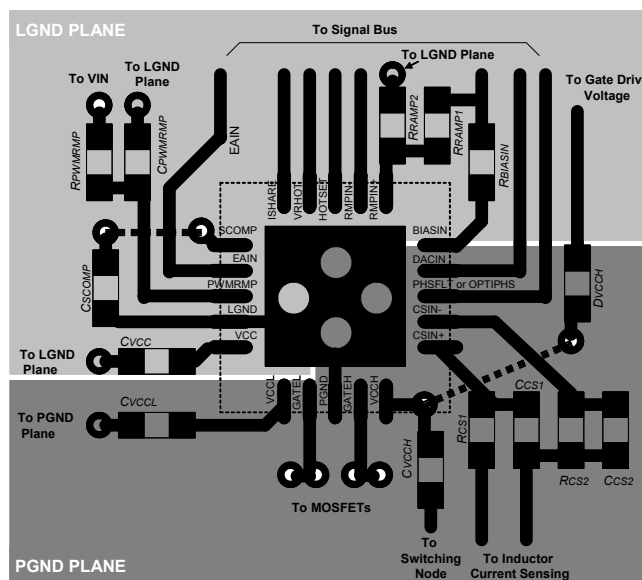 LGND PLANE
To Signal Bus
To LGND Plane
To VIN
To LGND
Plane
To Gate Driv
Voltage
RPWMRMP
CPWMRMP
EAIN
RRAMP2
RRAMP1
RBIASIN
ISHARE
VRHOT
HOTSET
RMPIN-
RMPIN+
SCOMP
BIASIN
EAIN
DACIN
PWMRMP
PHSFLT or OPTIPHS
LGND
CSIN-
VCC
CSIN+
CSCOMP
DVCCH
CVCC
To LGND
Plane
VCCL
GATEL
PGND
GATEH
VCCH
CVCCL
To PGND
Plane
CCS1
RCS1
CVCCH
RCS2
CCS2
To MOSFETs
To
Switching
Node
To Inductor
Current Sensing
PGND PLANE